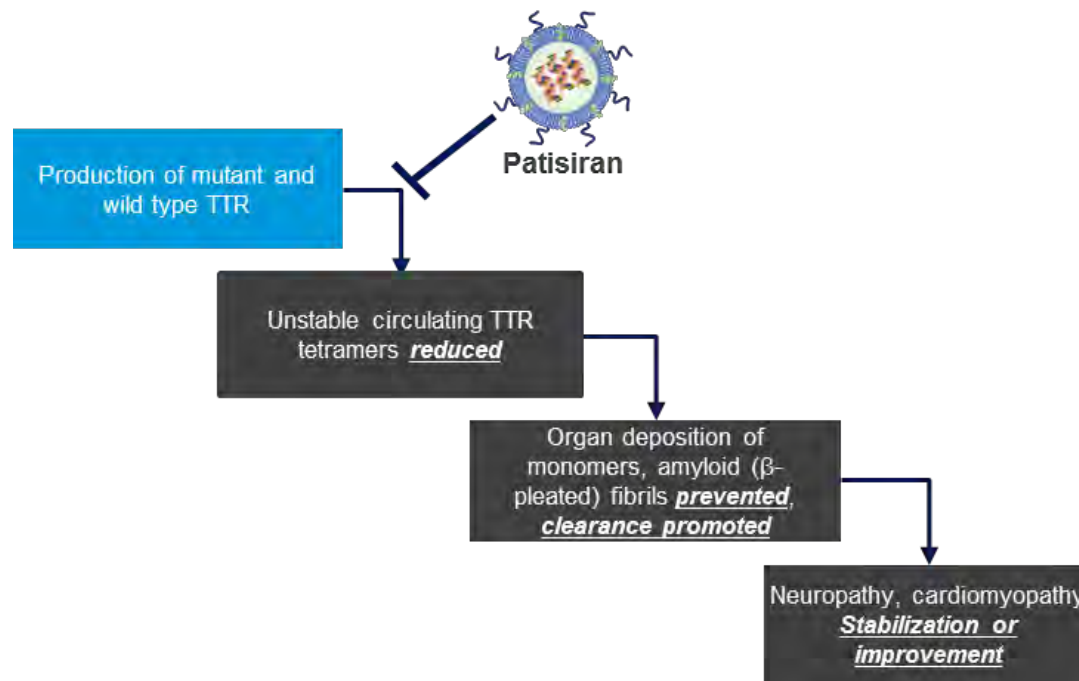 Patisiran
Production of mutant and
wild type TTR
Unstable circulating TTR
tetramers reduced
Organ deposition of
monomers, amyloid (β-
pleated) fibrils prevented,
clearance promoted
Neuropathy, cardiomyopathy
Stabilization or
improvement